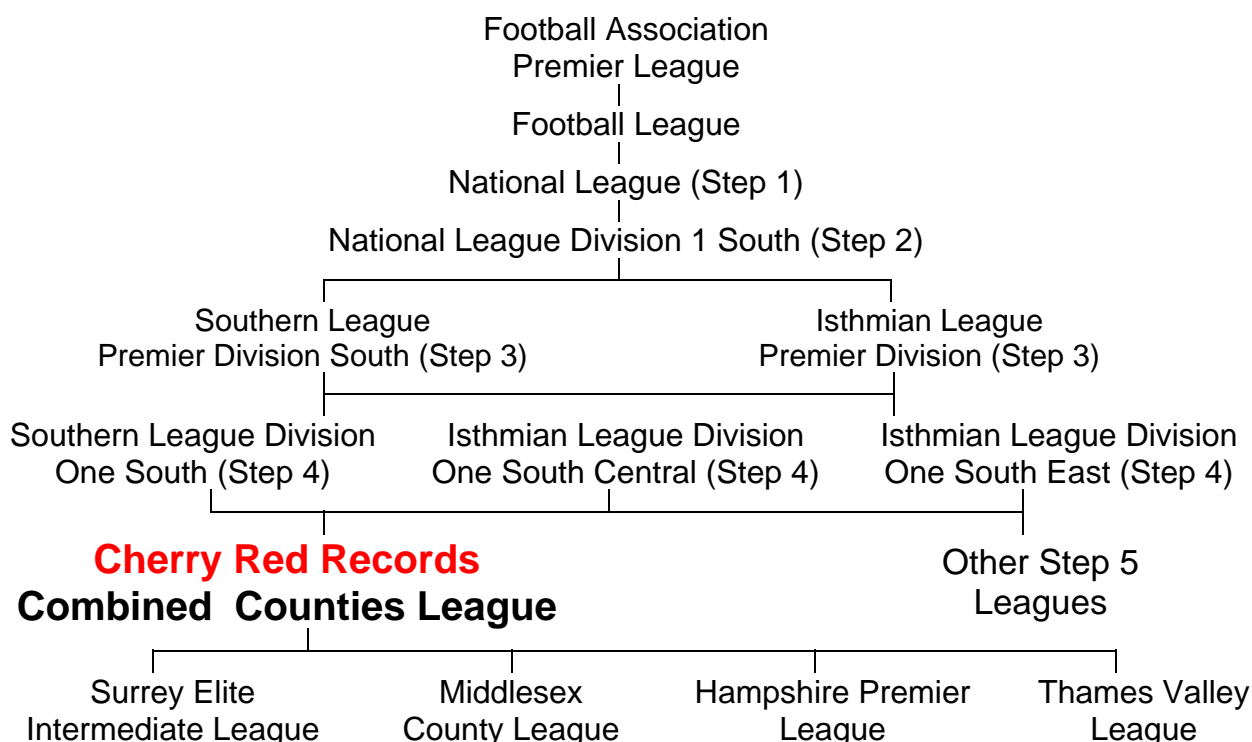 Football Association
Premier League
Football League
National League (Step 1)
National League Division 1 South (Step 2)
Southern League
Premier Division South (Step 3)
Isthmian League
Premier Division (Step 3)
Southern League Division
One South (Step 4)
Isthmian League Division
One South Central (Step 4)
Isthmian League Division
One South East (Step 4)
Cherry Red Records
Combined Counties League
Other Step 5
Leagues
Surrey Elite
Intermediate League
Middlesex
County League
Hampshire Premier
League
Thames Valley
League